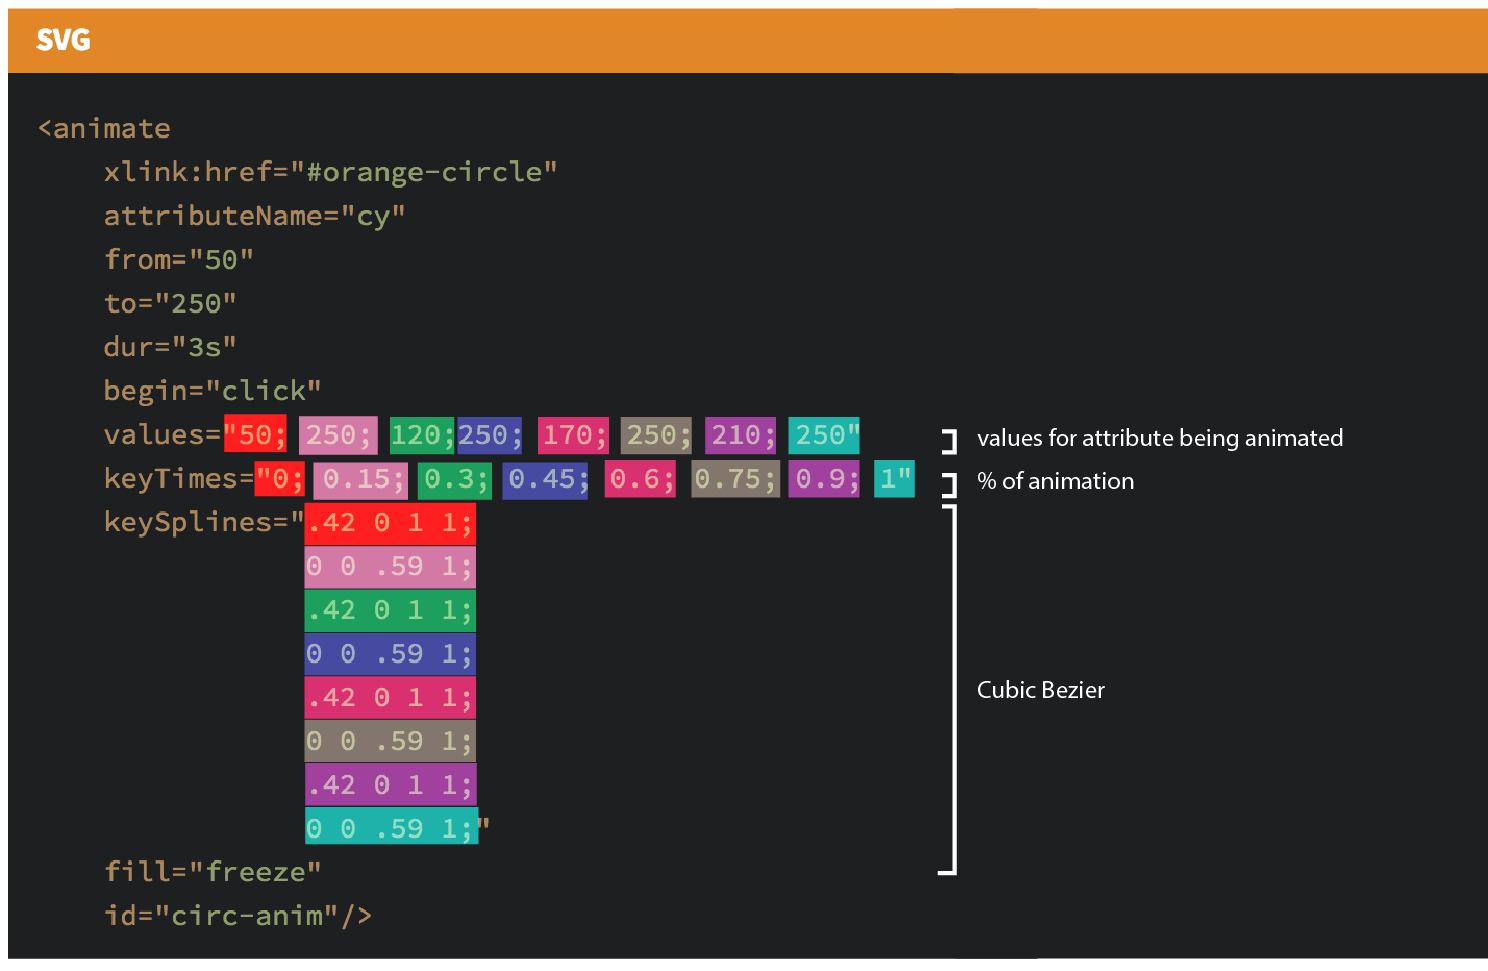 SVG
<animate
xlink:href="#orange-circle"
attributeName="cy"
from="50"
to="250"
dur="3s"
begin="click"
values="50; 250; 120;250; 170; 250; 210; 250" values for attribute being animated
keyTimes="0; 0.15; 0.3; 0.45; 0.6; 0.75; 0.9; 1" % of animation
keySplines=".42 0 1 1;
0 0 .59 1;
.42 0 1 1;
0 0 .59 1;
.42 0 1 1; Cubic Bezier
0 0 .59 1;
.42 0 1 1;
0 0 .59 1;"
fill="freeze"
id="circ-anim"/>